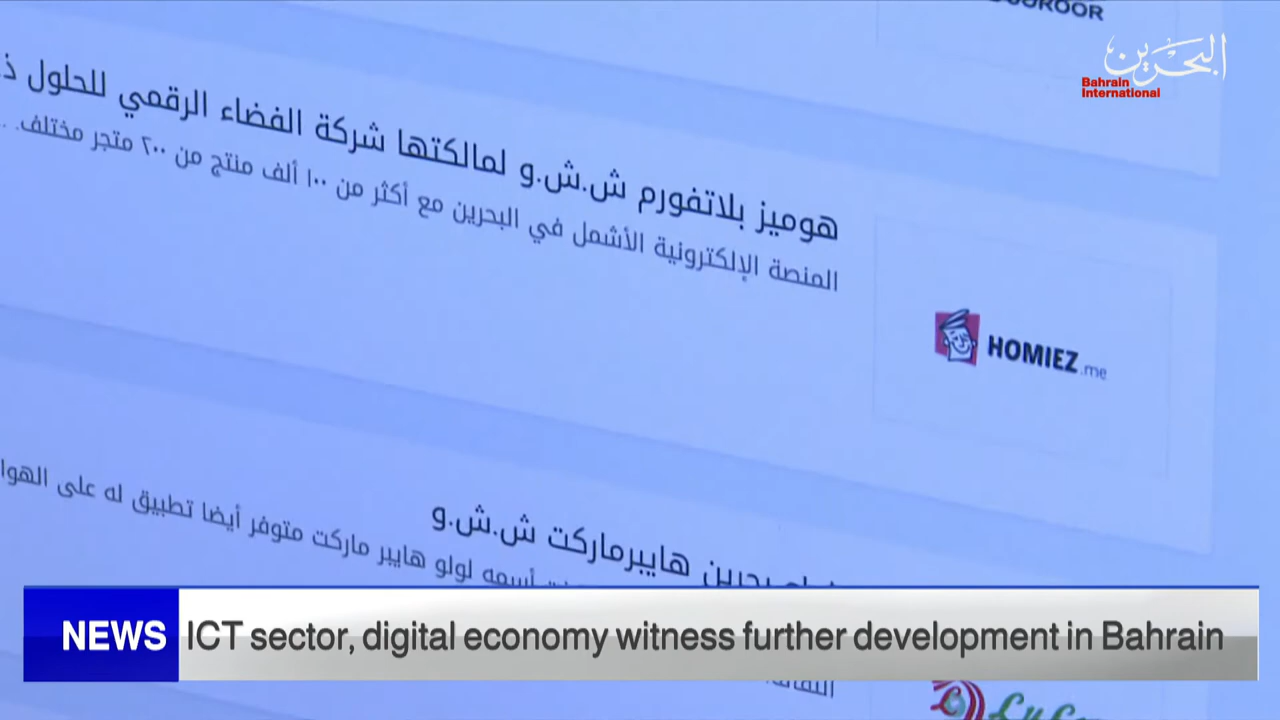 البحرين
Bahrain
International
هوميز بلاتفورم ش.ش.و لمالكتها شركة الفضاء الرقمي للحلول
المنصة الإلكترونية الأشمل في البحرين مع أكثر من ١٠٠ ألف منتج من ٢٠٠ متجر مختلف. ..
HOMIEZ.me
هايبرماركت ش.ش.و
أسمه لولو هايبر ماركت متوفر أيضا تطبيق له على
NEWS
ICT sector, digital economy witness further development in Bahrain